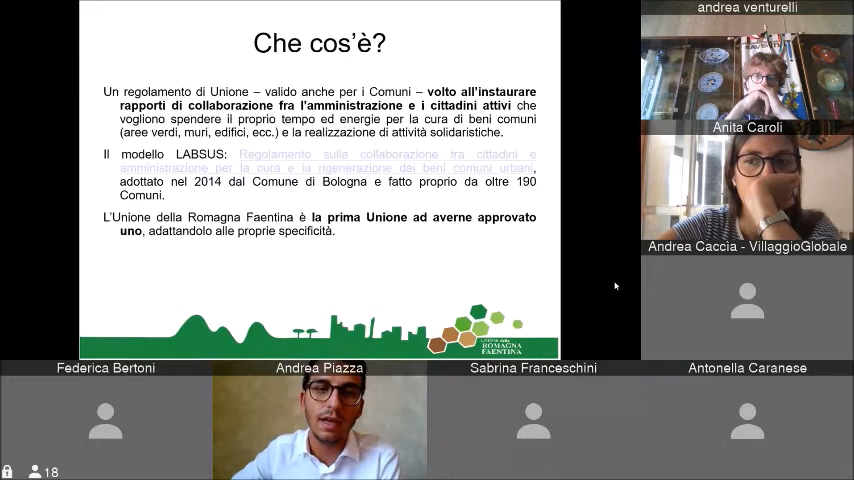 Che cos'è?
Un regolamento di Unione – valido anche per i Comuni – volto all'instaurare
rapporti di collaborazione fra l'amministrazione e i cittadini attivi che
vogliono spendere il proprio tempo ed energie per la cura di beni comuni
(aree verdi, muri, edifici, ecc.) e la realizzazione di attività solidaristiche.
Il modello LABSUS: Regolamento sulla collaborazione tra cittadini e
amministrazione per la cura e la rigenerazione dei beni comuni urbani,
adottato nel 2014 dal Comune di Bologna e fatto proprio da oltre 190
Comuni.
L'Unione della Romagna Faentina è la prima Unione ad averne approvato
uno, adattandolo alle proprie specificità.
UNIONE della
ROMAGNA
FAENTINA
andrea venturelli
Anita Caroli
Andrea Caccia - VillaggioGlobale
Federica Bertoni
Andrea Piazza
Sabrina Franceschini
Antonella Caranese
18